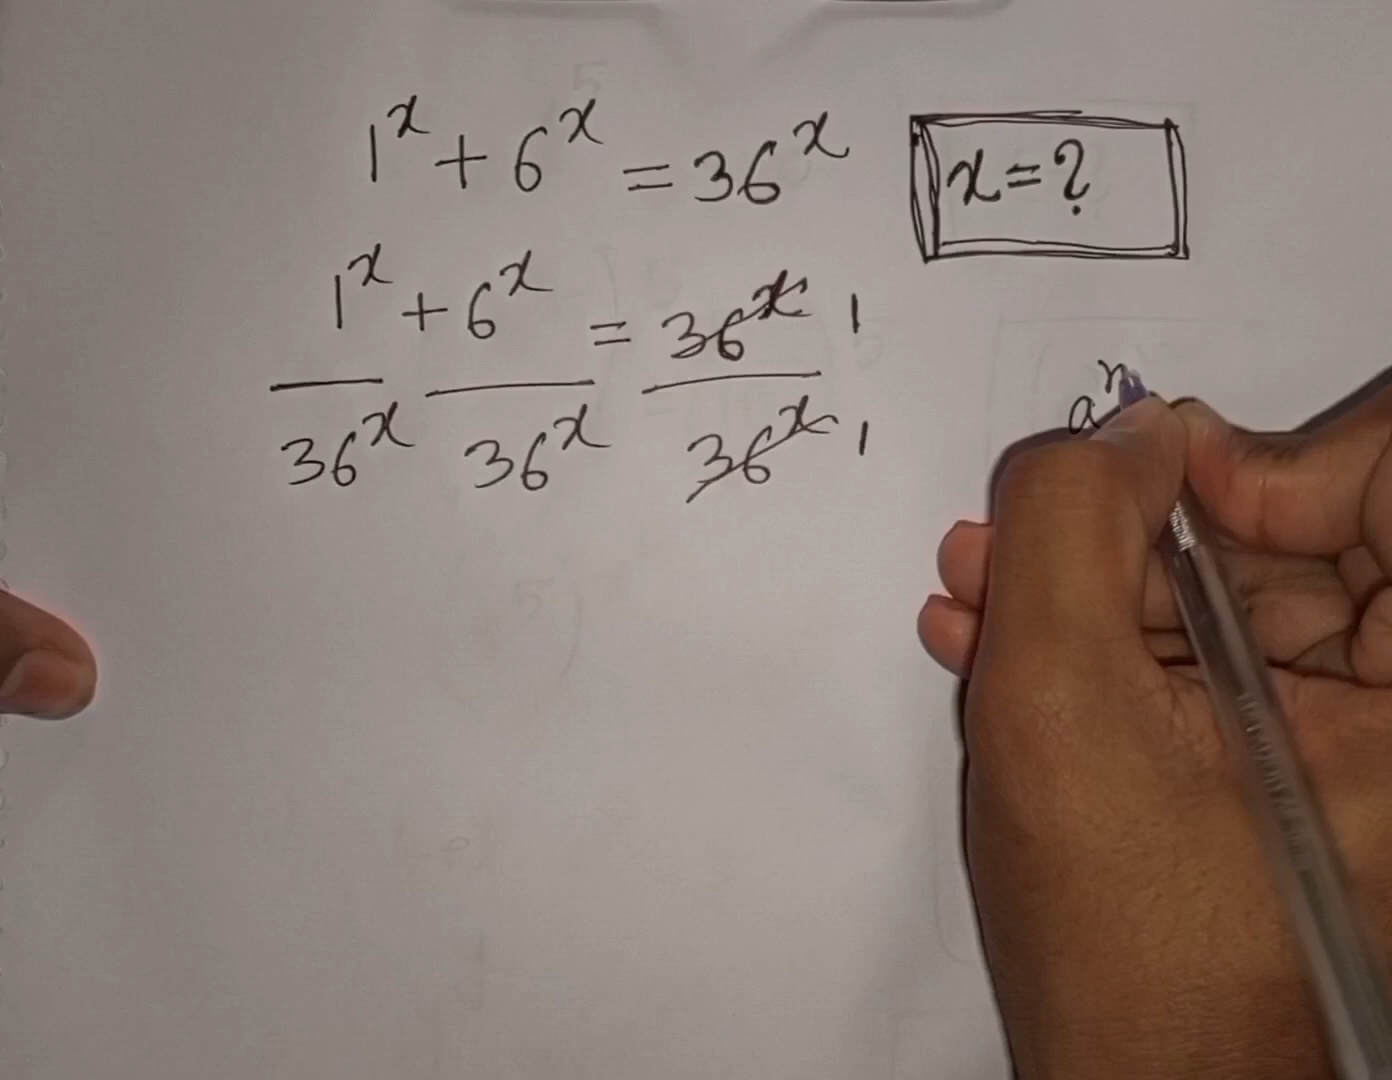 1^x + 6^x = 36^x
x = ?
1^x/36^x + 6^x/36^x = 36^x/36^x 1 1
a^n